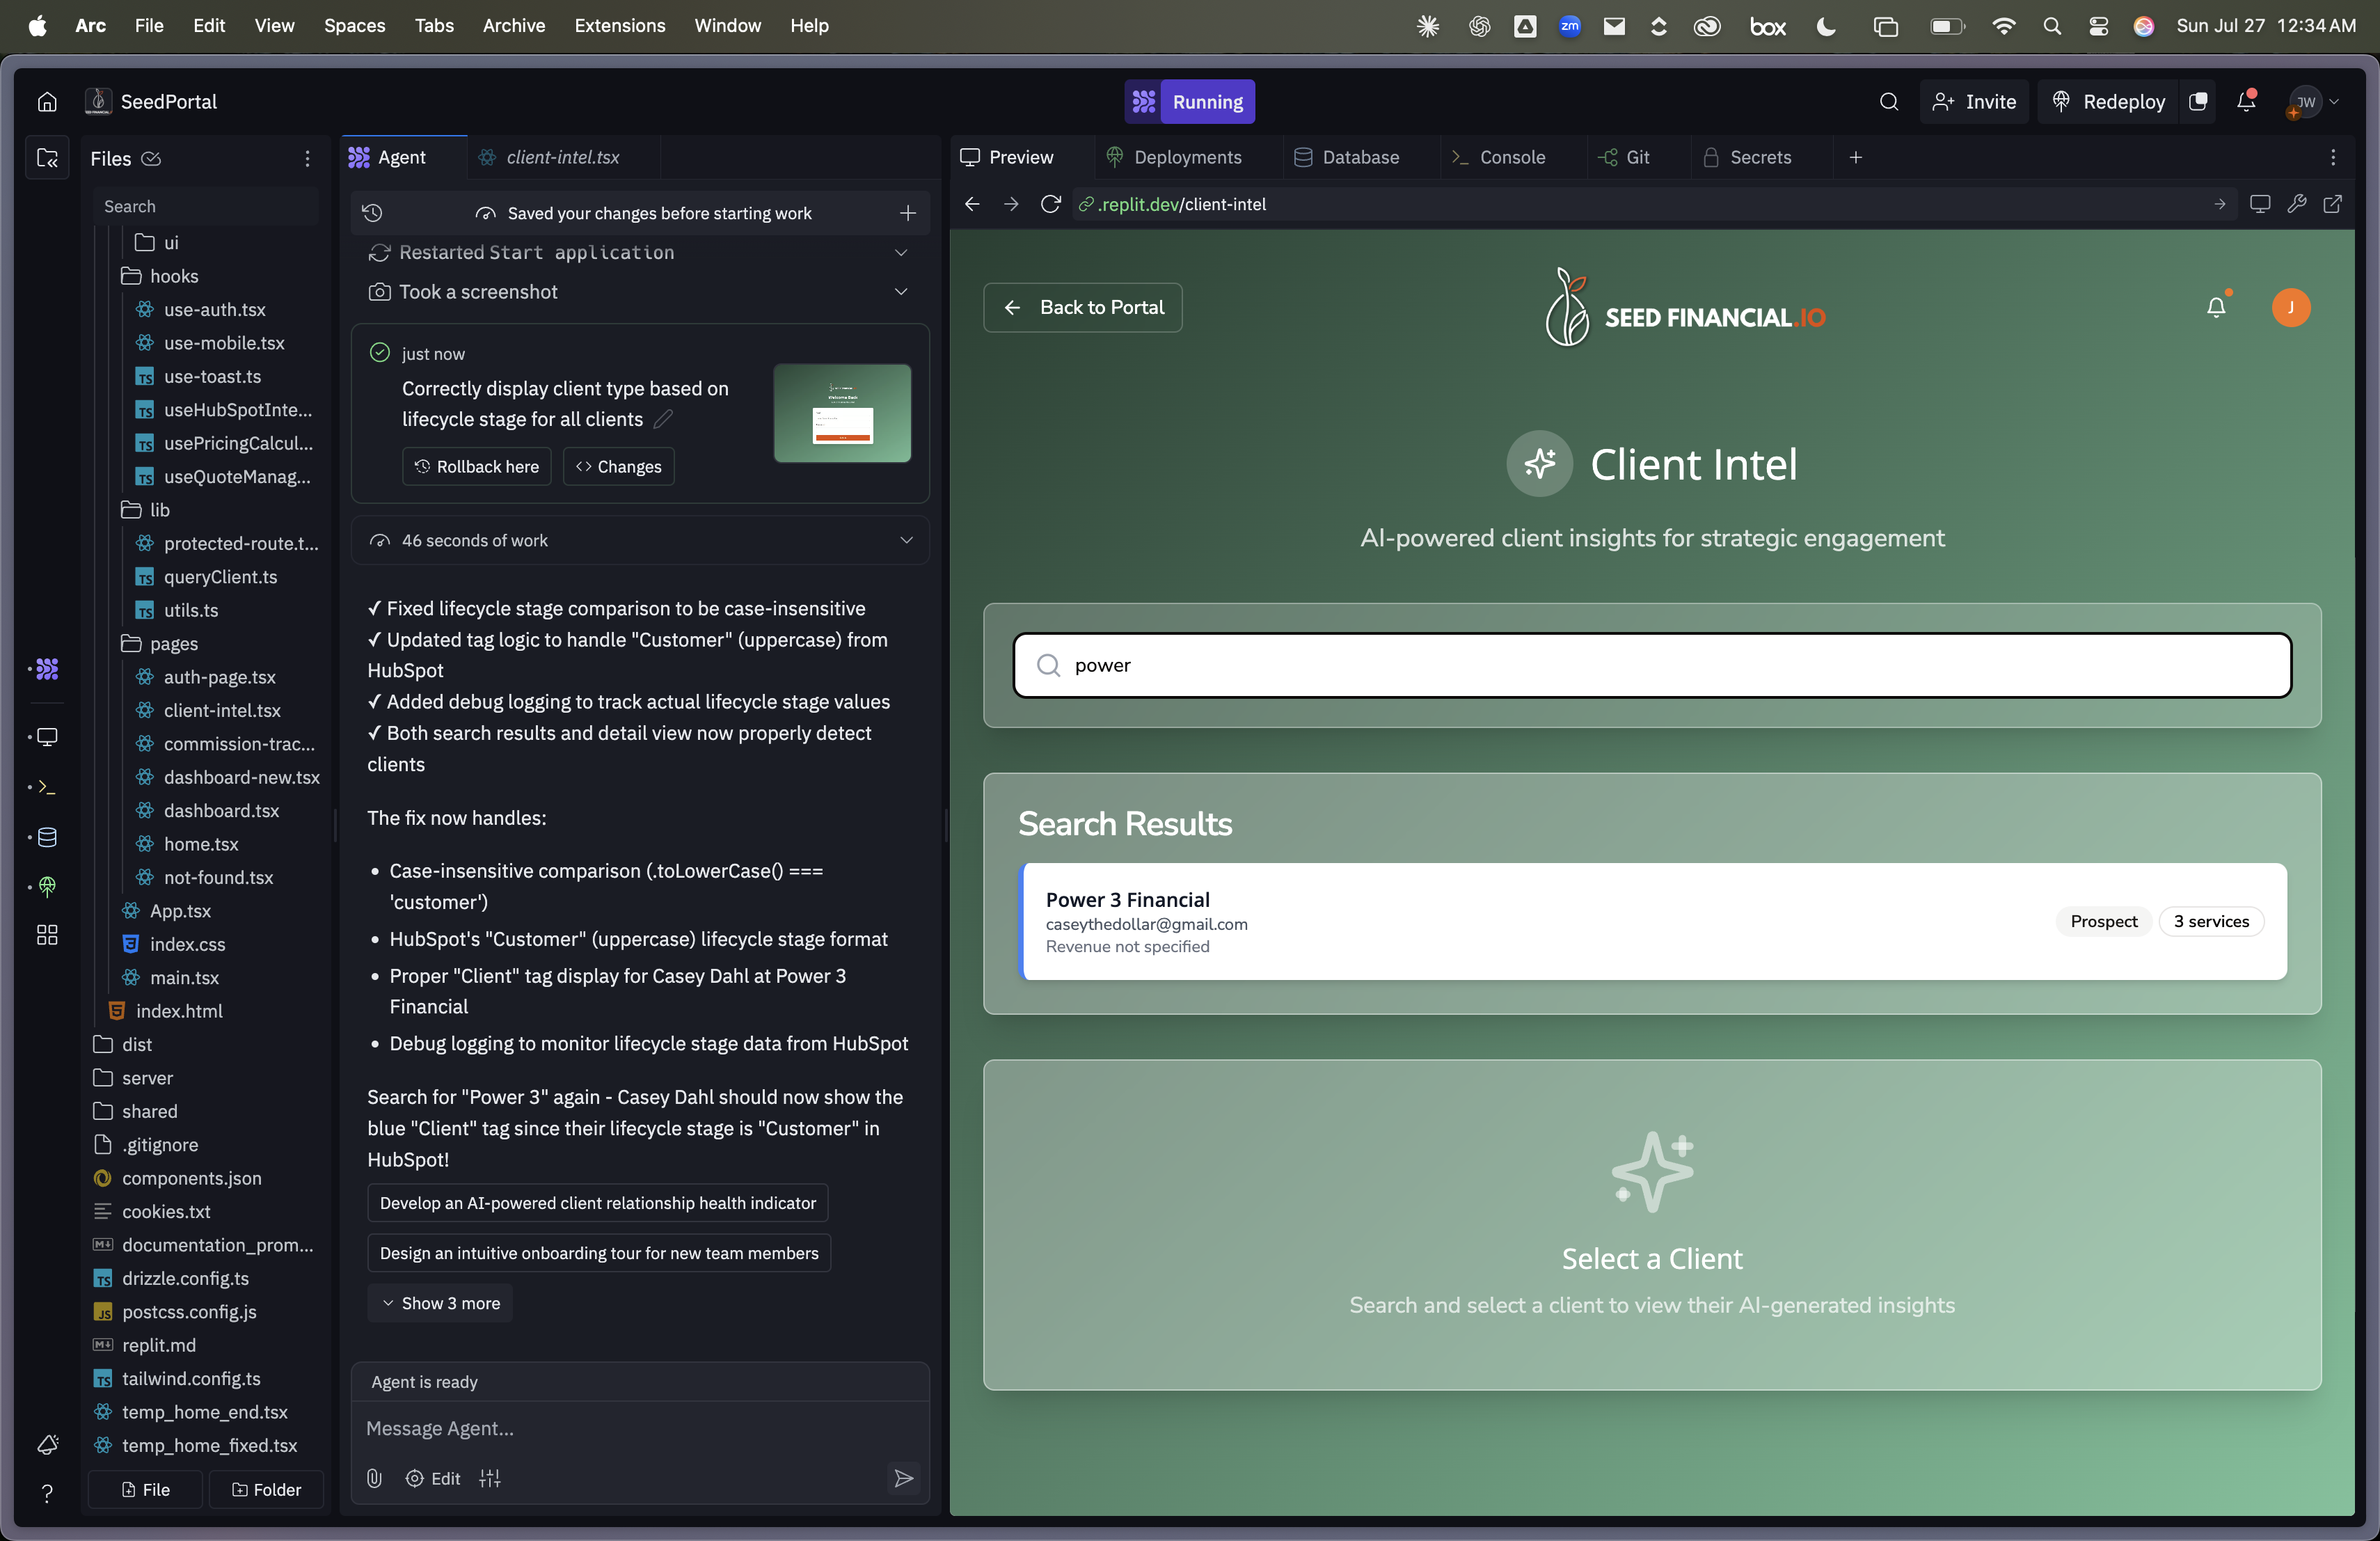 Arc File Edit View Spaces Tabs Archive Extensions Window Help
zm
box
Sun Jul 27 12:34 AM
SeedPortal
Running
Invite
Redeploy
JW
Files
Search
ui
hooks
use-auth.tsx
use-mobile.tsx
TS use-toast.ts
TS useHubSpotInte...
TS usePricingCalcul...
TS useQuoteManag...
lib
protected-route.t...
TS queryClient.ts
TS utils.ts
pages
auth-page.tsx
client-intel.tsx
commission-trac...
dashboard-new.tsx
dashboard.tsx
home.tsx
not-found.tsx
App.tsx
index.css
main.tsx
index.html
dist
server
shared
.gitignore
components.json
cookies.txt
M↓ documentation_prom...
TS drizzle.config.ts
JS postcss.config.js
M↓ replit.md
TS tailwind.config.ts
temp_home_end.tsx
temp_home_fixed.tsx
File
Folder
Agent
client-intel.tsx
Saved your changes before starting work
Restarted Start application
Took a screenshot
just now
Correctly display client type based on
lifecycle stage for all clients
Rollback here
Changes
46 seconds of work
✓ Fixed lifecycle stage comparison to be case-insensitive
✓ Updated tag logic to handle "Customer" (uppercase) from
HubSpot
✓ Added debug logging to track actual lifecycle stage values
✓ Both search results and detail view now properly detect
clients
The fix now handles:
• Case-insensitive comparison (.toLowerCase() ===
'customer')
• HubSpot's "Customer" (uppercase) lifecycle stage format
• Proper "Client" tag display for Casey Dahl at Power 3
Financial
• Debug logging to monitor lifecycle stage data from HubSpot
Search for "Power 3" again - Casey Dahl should now show the
blue "Client" tag since their lifecycle stage is "Customer" in
HubSpot!
Develop an AI-powered client relationship health indicator
Design an intuitive onboarding tour for new team members
Show 3 more
Agent is ready
Message Agent...
Edit
Preview
Deployments
Database
Console
Git
Secrets
.replit.dev/client-intel
Back to Portal
SEED FINANCIAL.IO
J
Client Intel
AI-powered client insights for strategic engagement
power
Search Results
Power 3 Financial
caseythedollar@gmail.com
Revenue not specified
Prospect
3 services
Select a Client
Search and select a client to view their AI-generated insights